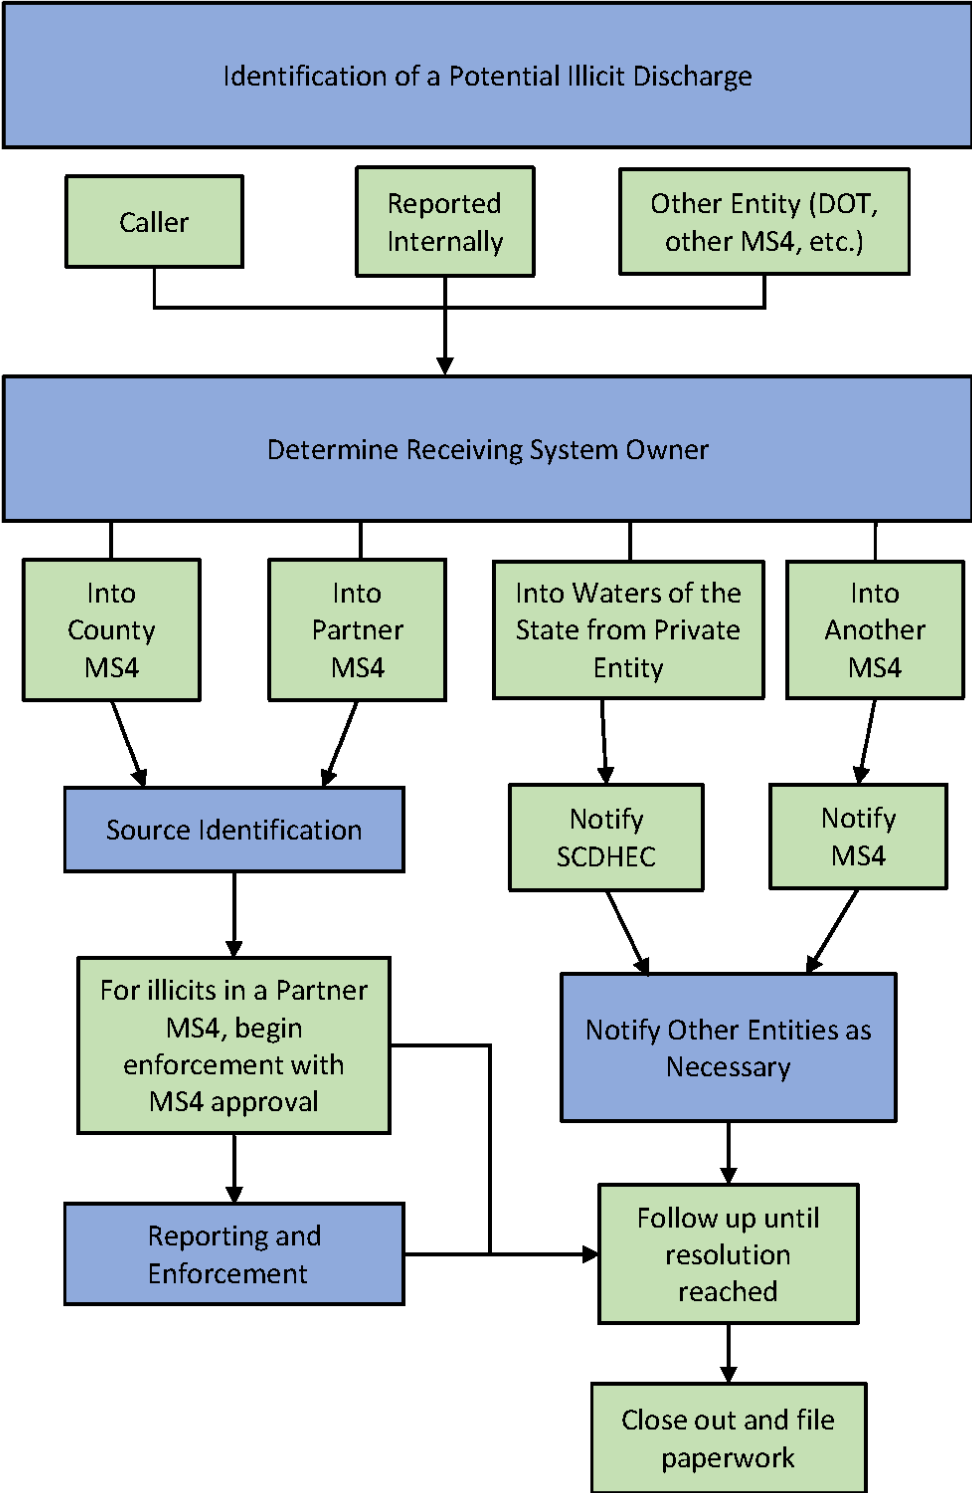 Identification of a Potential Illicit Discharge
Caller
Reported
Internally
Other Entity (DOT,
other MS4, etc.)
Determine Receiving System Owner
Into
County
MS4
Into
Partner
MS4
Into Waters of the
State from Private
Entity
Into
Another
MS4
Source Identification
Notify
SCDHEC
Notify
MS4
For illicits in a Partner
MS4, begin
enforcement with
MS4 approval
Notify Other Entities as
Necessary
Reporting and
Enforcement
Follow up until
resolution
reached
Close out and file
paperwork